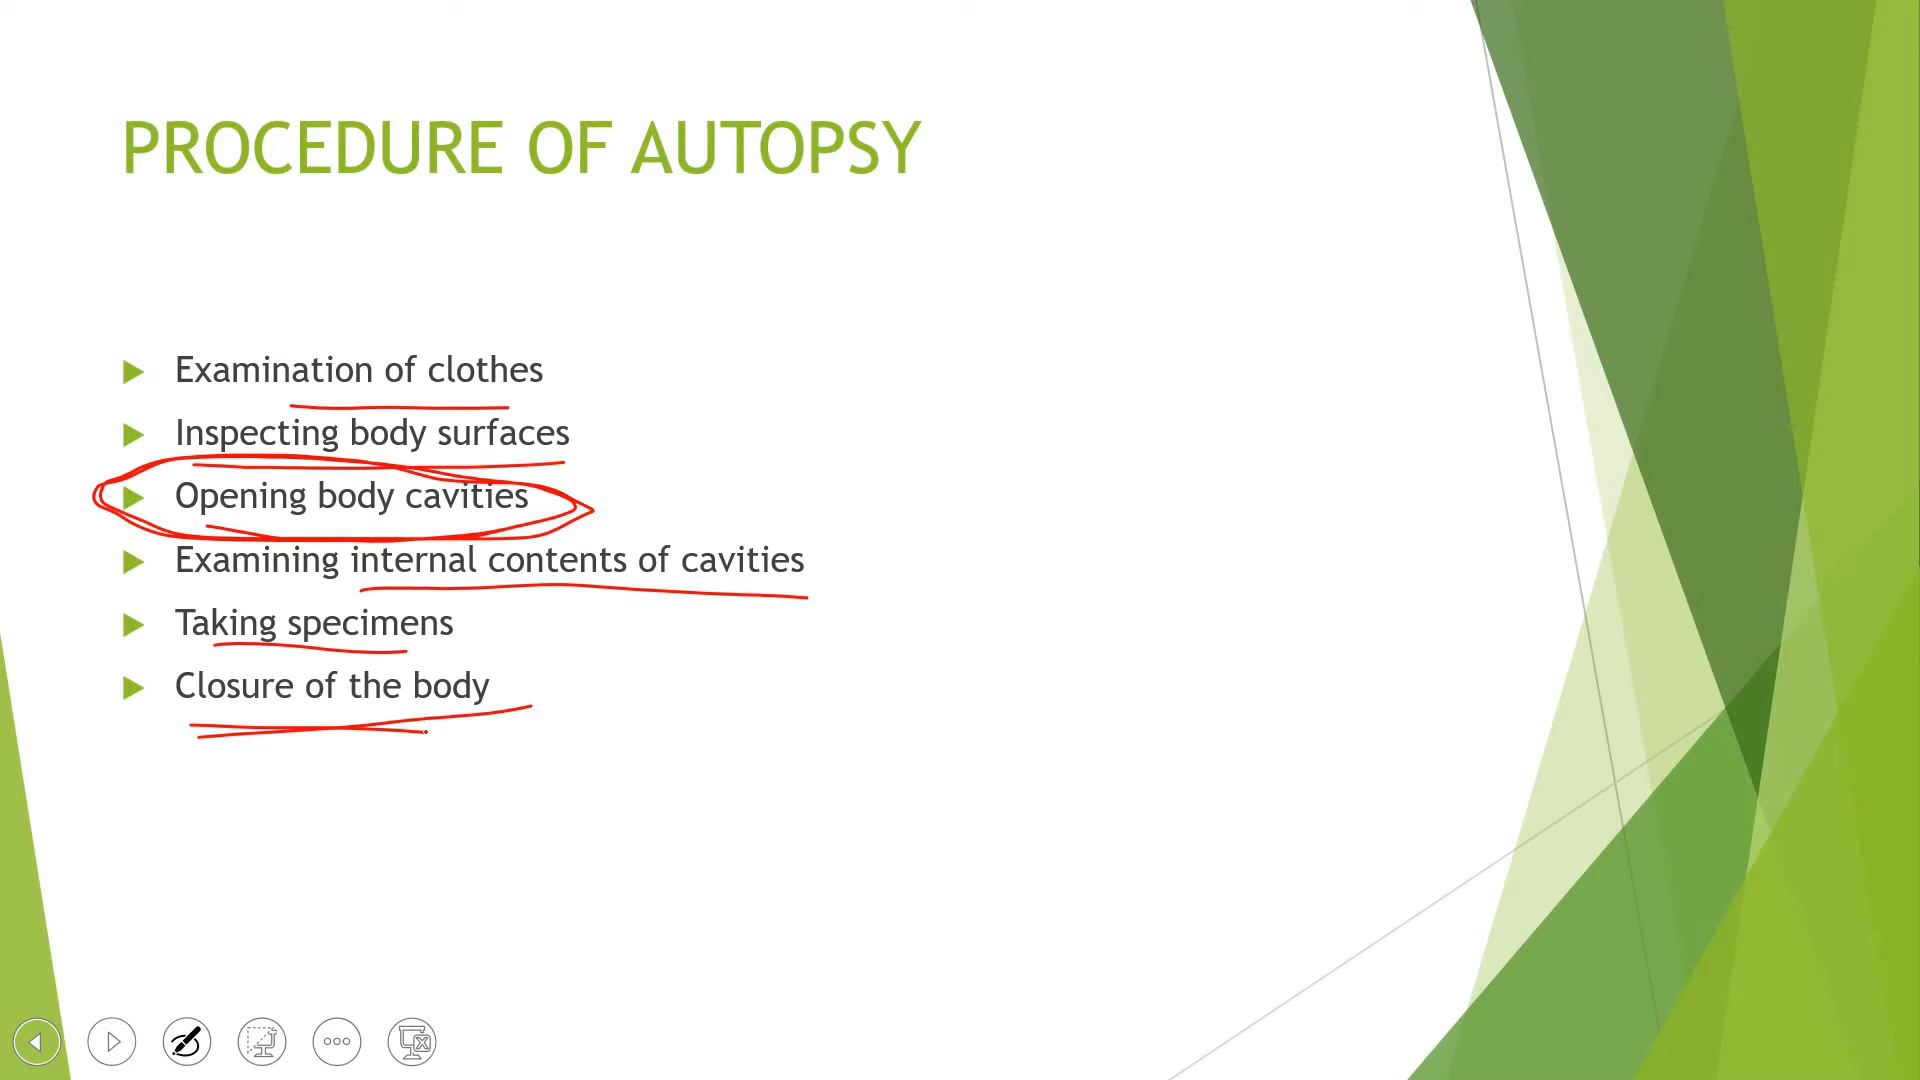 PROCEDURE OF AUTOPSY
Examination of clothes
Inspecting body surfaces
Opening body cavities
Examining internal contents of cavities
Taking specimens
Closure of the body